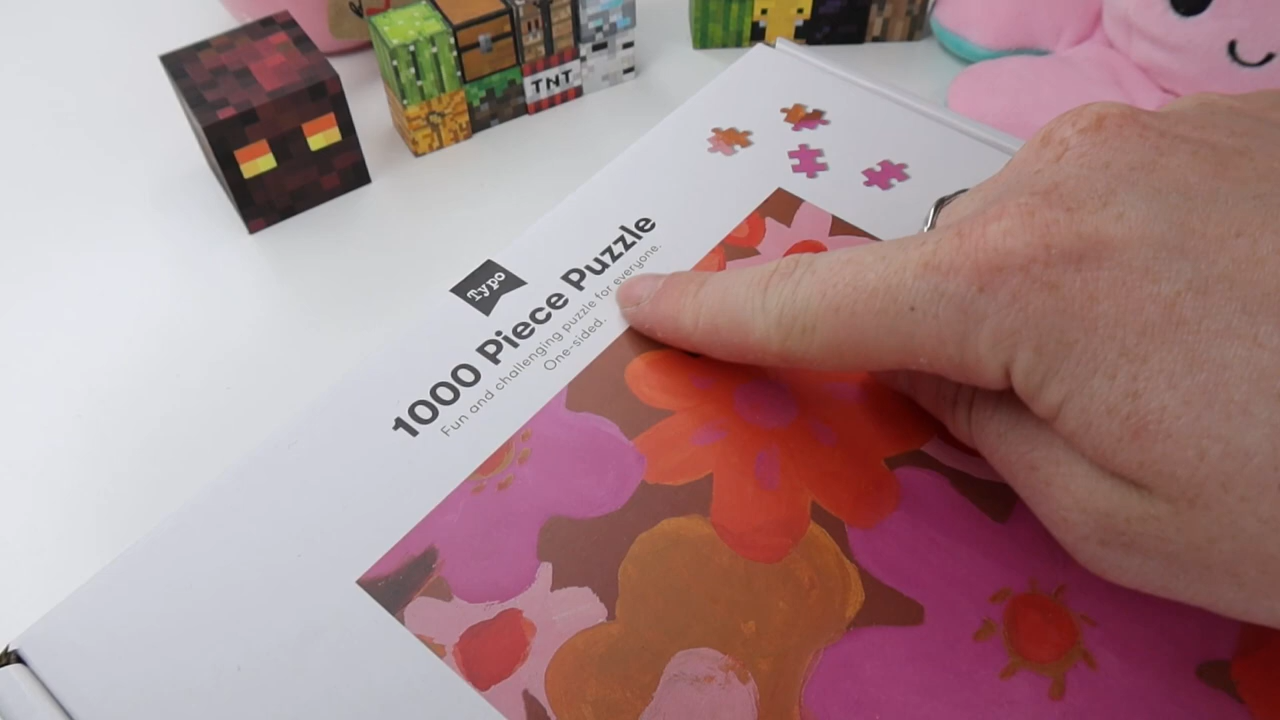 TNT
Typo
1000 Piece Puzzle
Fun and challenging puzzle for everyone.
One-sided.